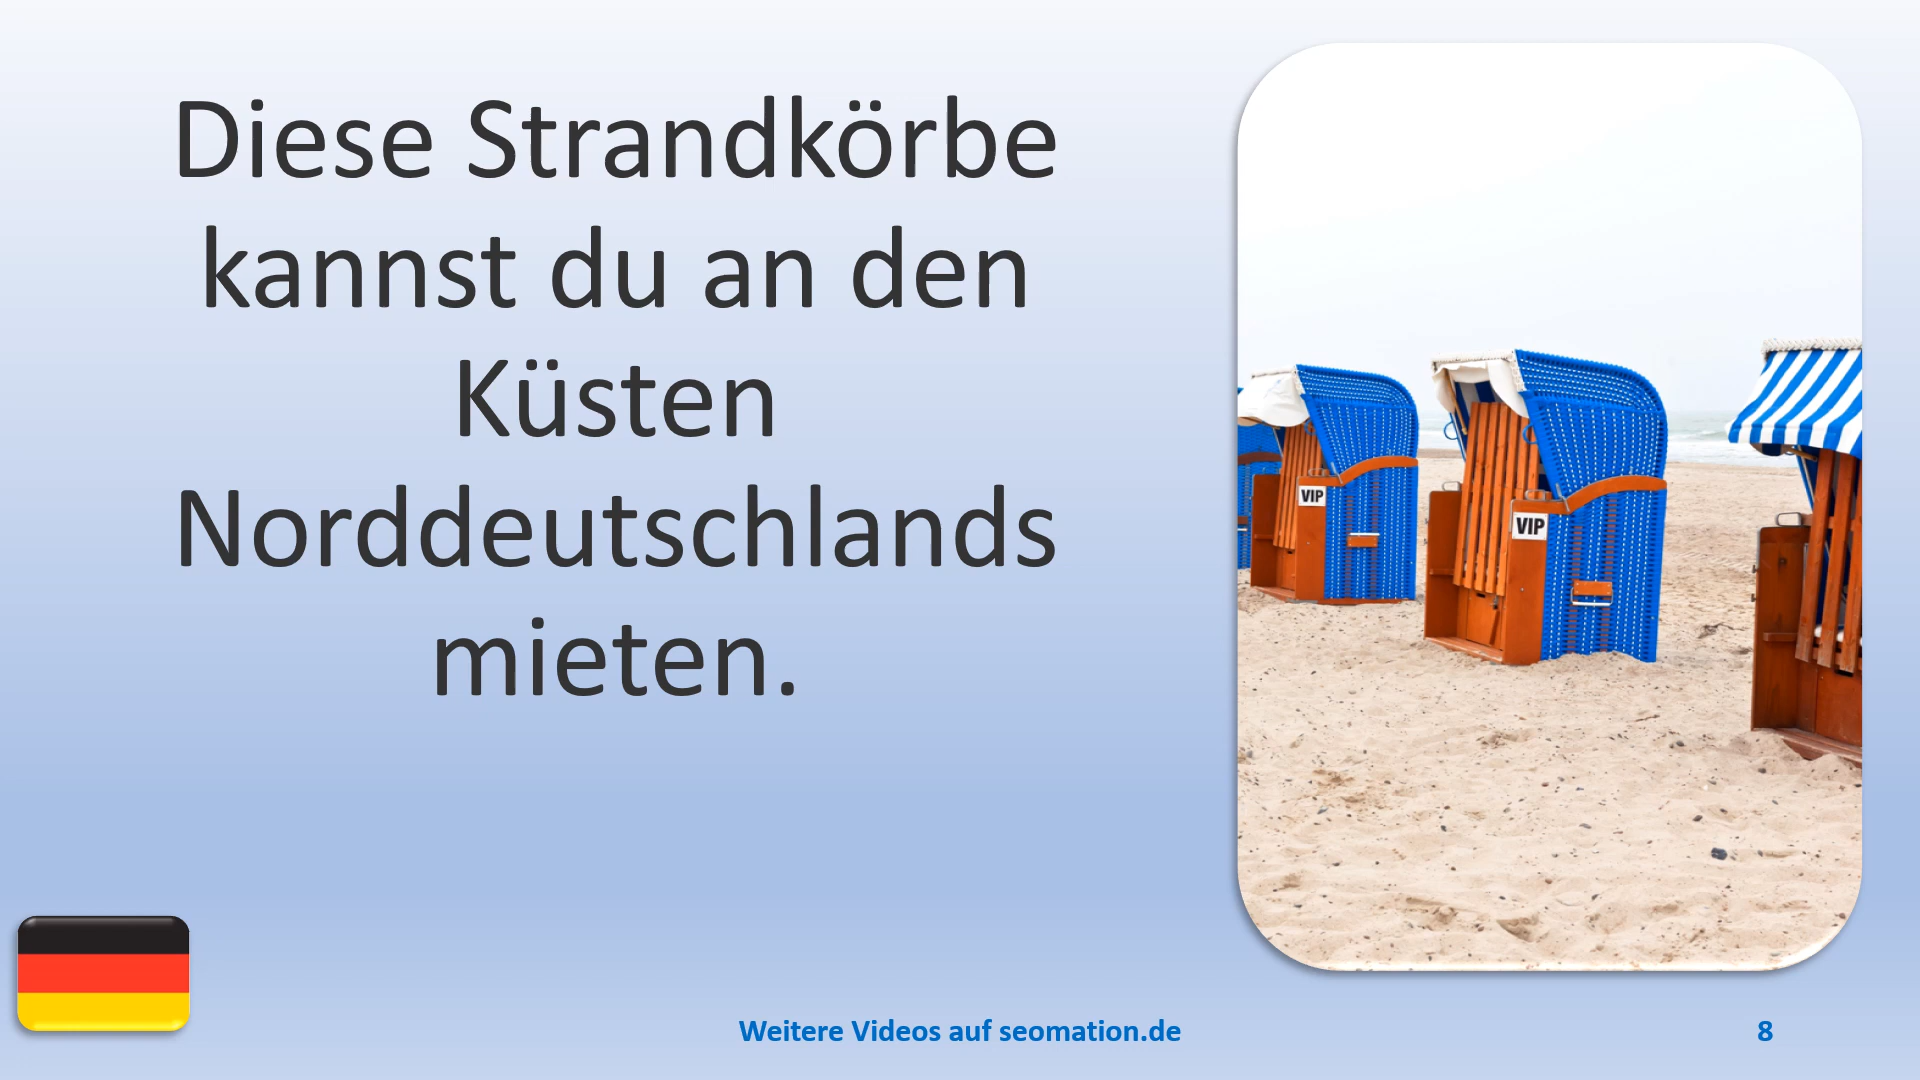 Diese Strandkörbe
kannst du an den
Küsten
Norddeutschlands
mieten.
VIP
VIP
Weitere Videos auf seomation.de
8